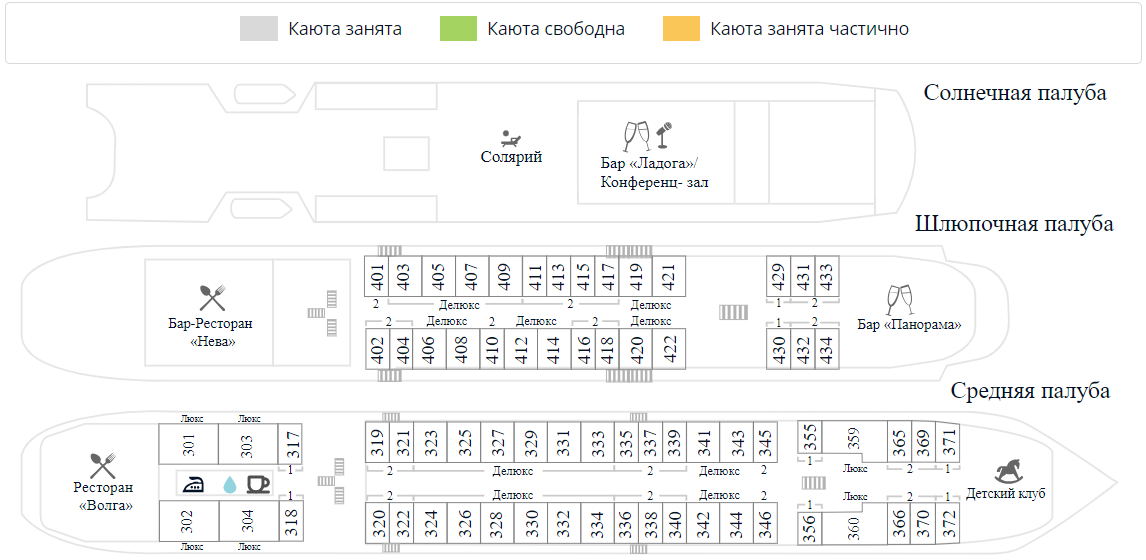 Каюта занята
Каюта свободна
Каюта занята частично
Солнечная палуба
Солярий
Бар «Ладога»/
Конференц- зал
Шлюпочная палуба
401 403 405 407 409 411 413 415 417 419 421 429 431 433
2 Делюкс 2 Делюкс 1 2
Бар-Ресторан
«Нева»
Бар «Панорама»
2 Делюкс 2 Делюкс 2 Делюкс 1 2
402 404 406 408 410 412 414 416 418 420 422 430 432 434
Средняя палуба
Люкс Люкс
301 303 317 319 321 323 325 327 329 331 333 335 337 339 341 343 345 355 359 365 369 371
1 2 Делюкс 2 Делюкс 2 1 Люкс 2 1
Ресторан
«Волга»
Детский клуб
1 2 Делюкс 2 Делюкс 2 1 Люкс 2 1
302 304 318 320 322 324 326 328 330 332 334 336 338 340 342 344 346 356 360 366 370 372
Люкс Люкс